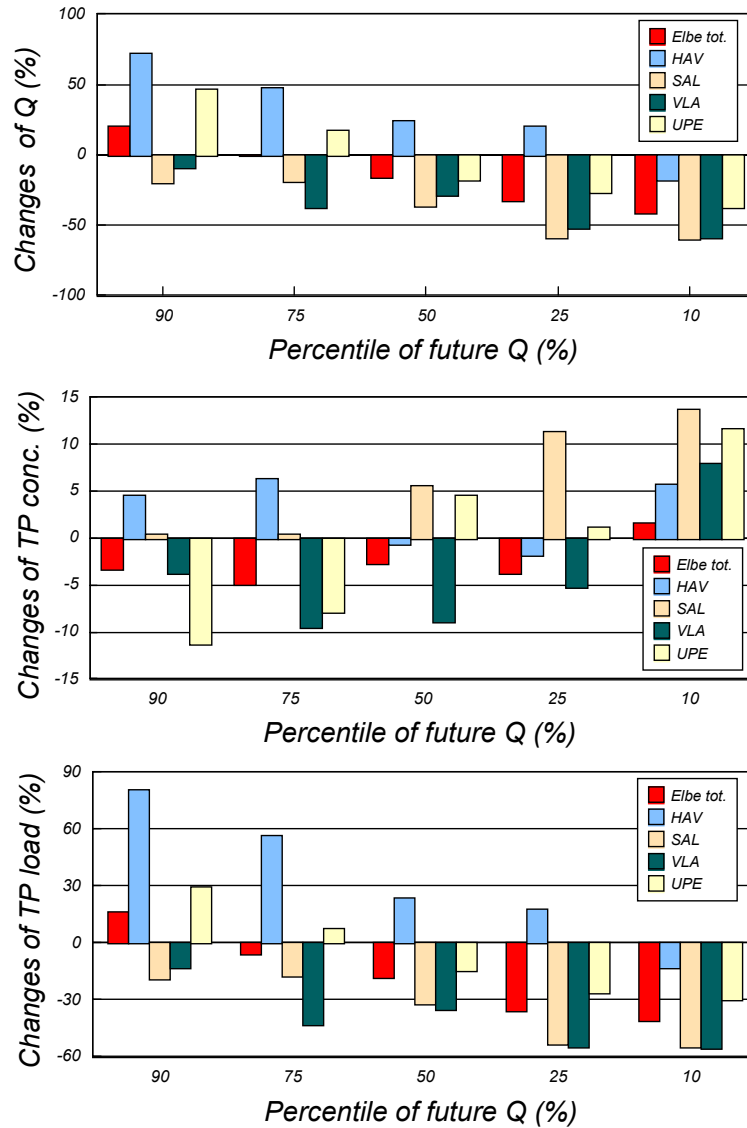 Changes of Q (%)
100
50
0
-50
-100
Elbe tot.
HAV
SAL
VLA
UPE
90 75 50 25 10
Percentile of future Q (%)
Changes of TP conc. (%)
15
10
5
0
-5
-10
-15
Elbe tot.
HAV
SAL
VLA
UPE
90 75 50 25 10
Percentile of future Q (%)
Changes of TP load (%)
90
60
30
0
-30
-60
Elbe tot.
HAV
SAL
VLA
UPE
90 75 50 25 10
Percentile of future Q (%)